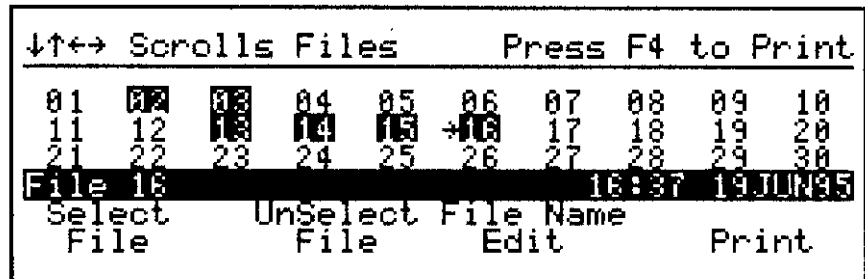 ↓↑←→ Scrolls Files Press F4 to Print
01 02 03 04 05 06 07 08 09 10
11 12 13 14 15 →16 17 18 19 20
21 22 23 24 25 26 27 28 29 30
File 16 16:37 19JUN95
Select UnSelect File Name
File File Edit Print